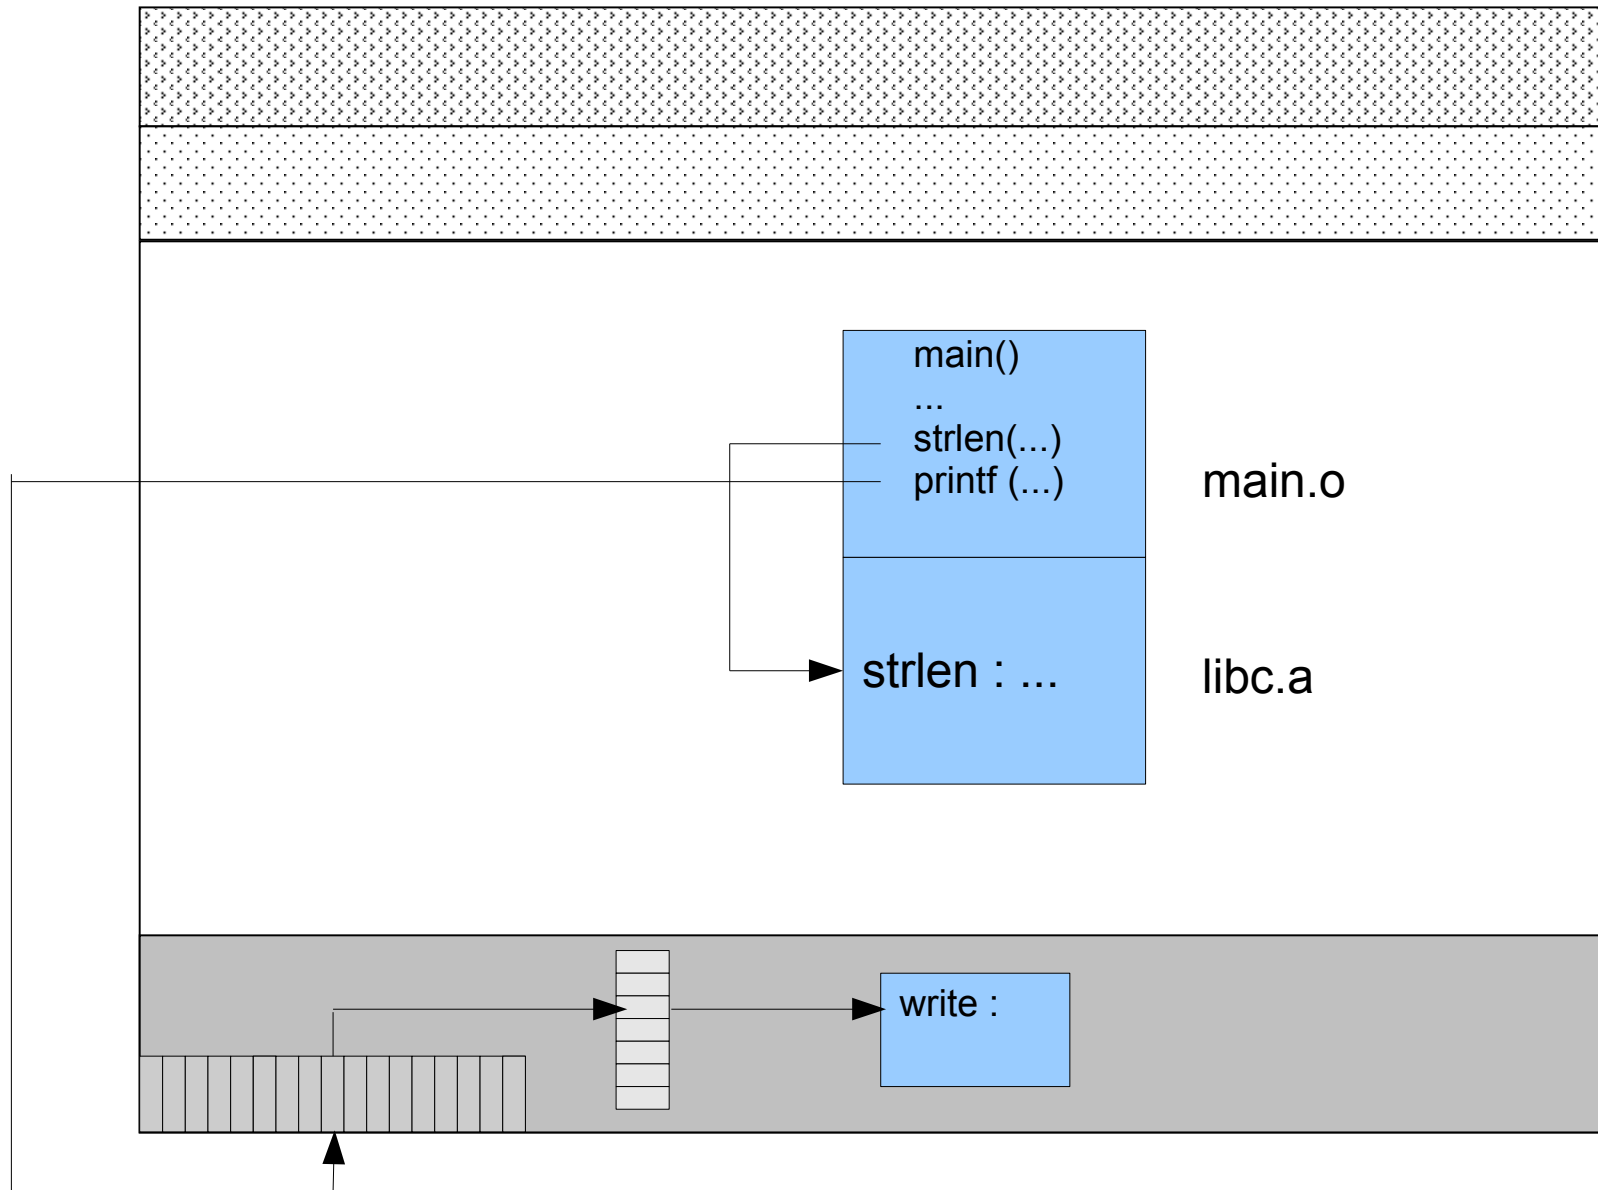 main()
...
strlen(...)
printf (...)
main.o
strlen : ...
libc.a
write :